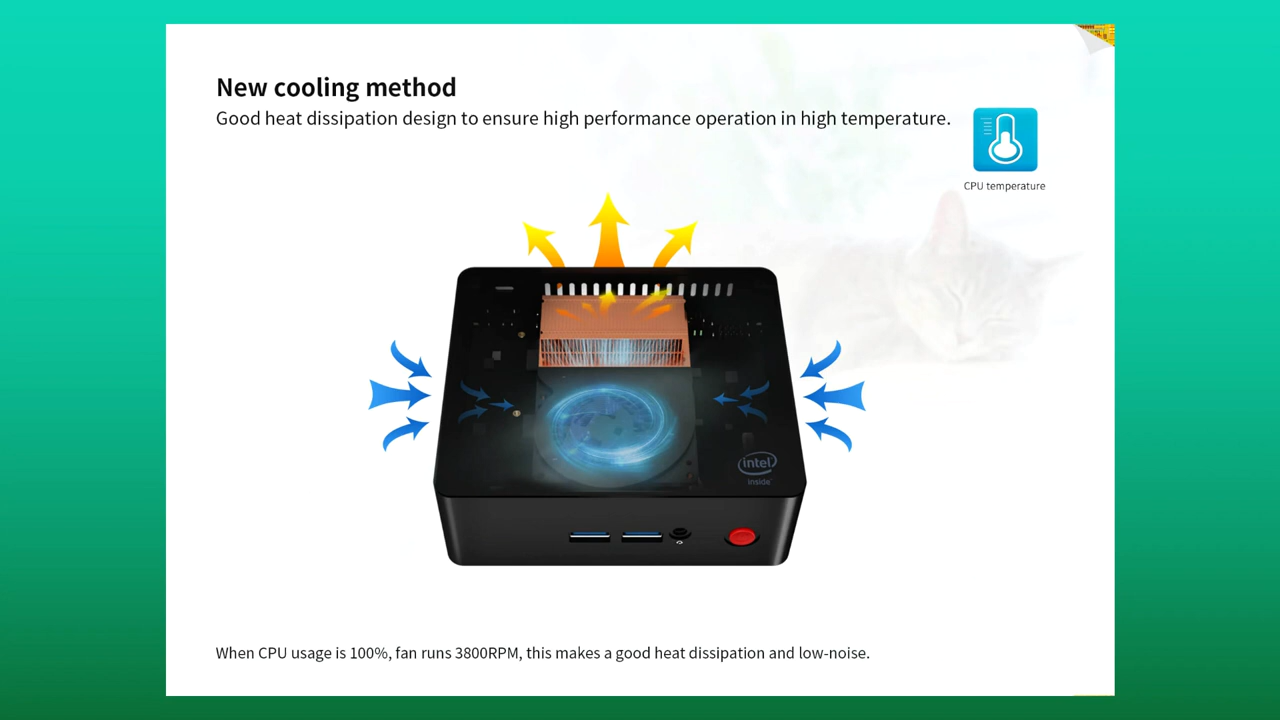 New cooling method
Good heat dissipation design to ensure high performance operation in high temperature.
CPU temperature
intel
inside
When CPU usage is 100%, fan runs 3800RPM, this makes a good heat dissipation and low-noise.